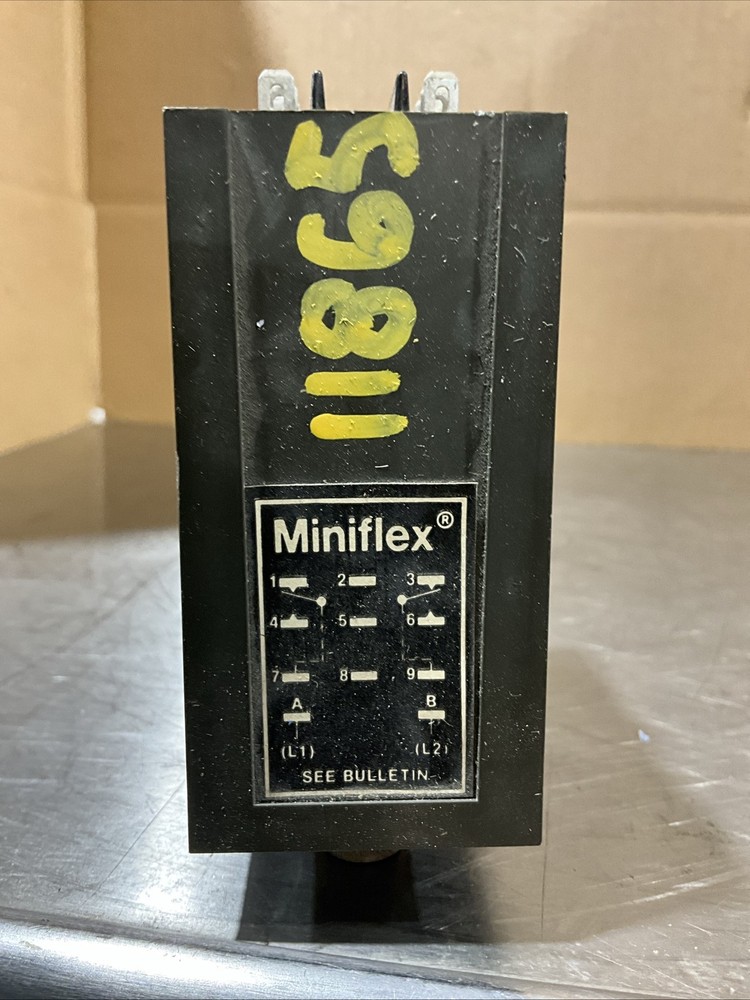 11865
Miniflex®
1 2 3
4 5 6
7 8 9
A B
(L1) (L2)
SEE BULLETIN